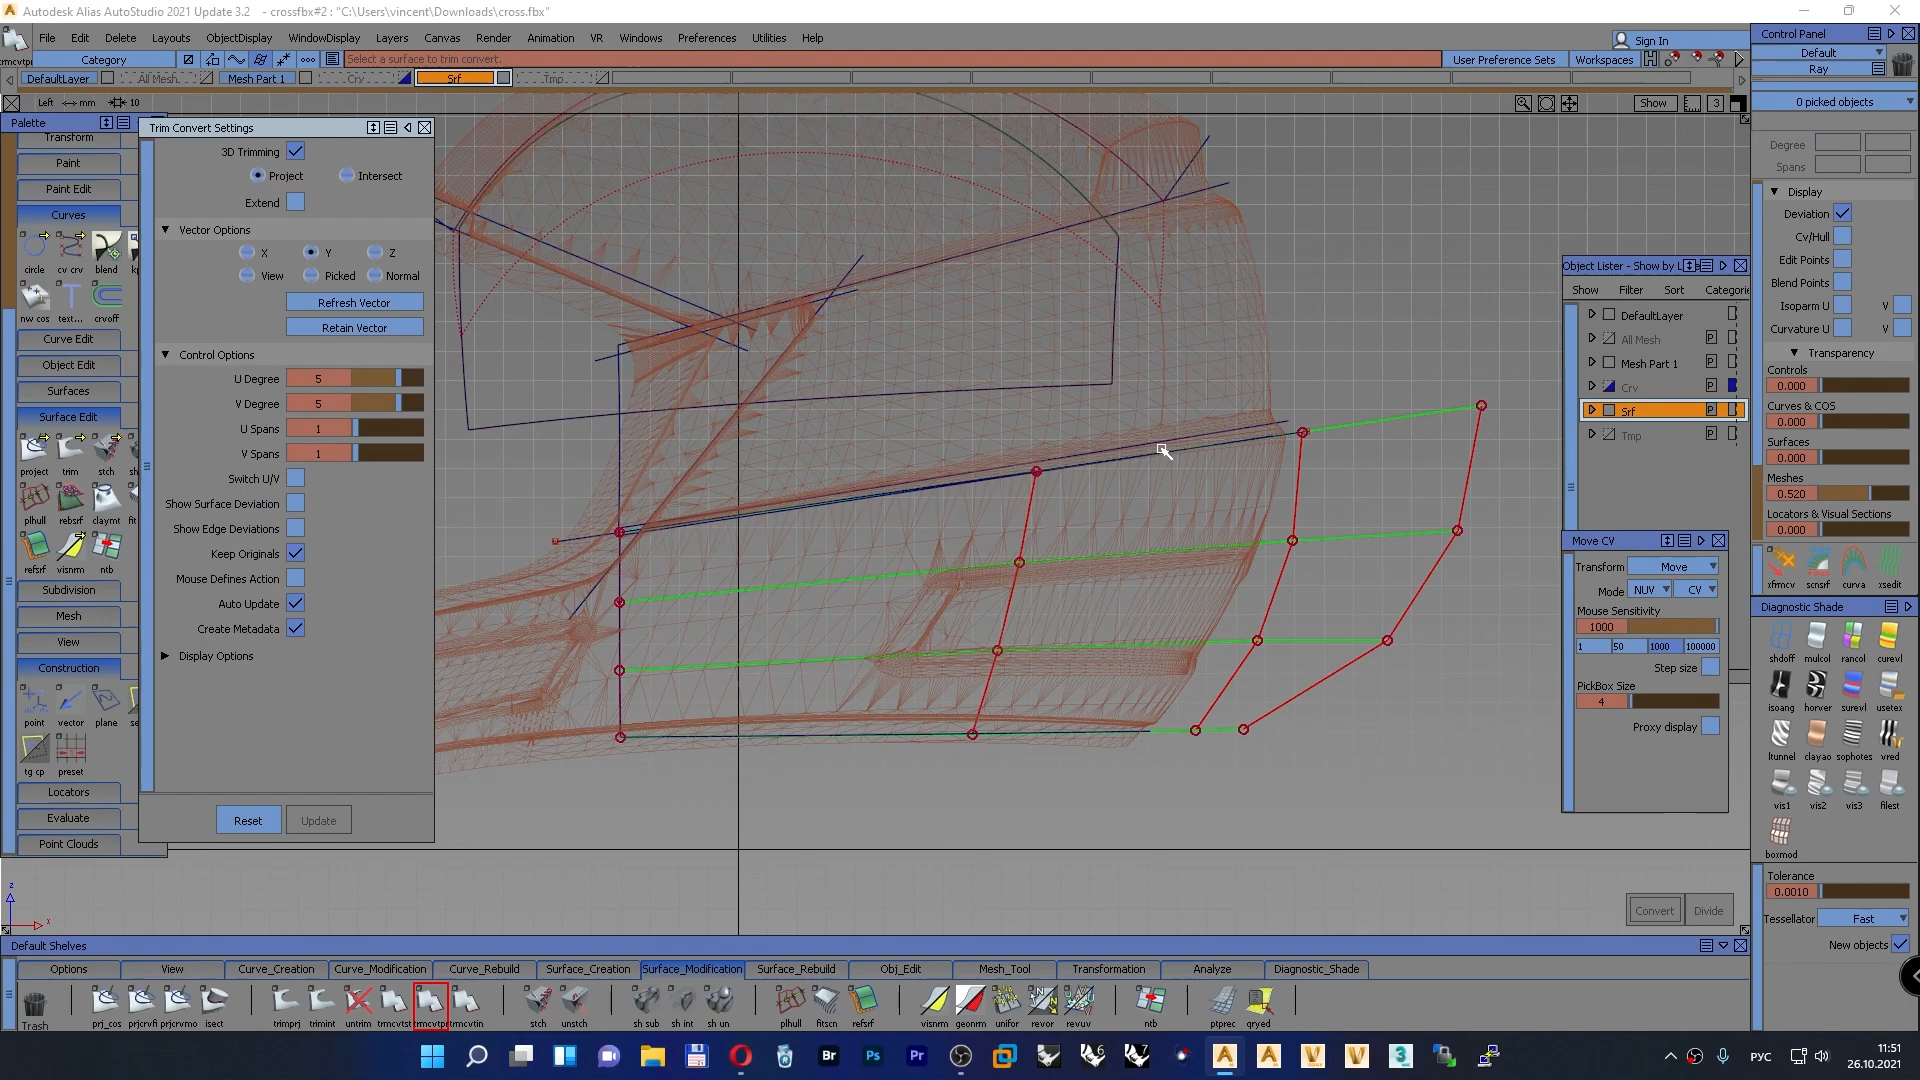 Autodesk Alias AutoStudio 2021 Update 3.2 - crossfbx#2 : "C:\Users\vincent\Downloads\cross.fbx"
File Edit Delete Layouts ObjectDisplay WindowDisplay Layers Canvas Render Animation VR Windows Preferences Utilities Help
Sign In
Category
Select a surface to trim convert.
User Preference Sets Workspaces
DefaultLayer All Mesh Mesh Part 1 Crv Srf Tmp
Left mm 10
Show 3
Palette
Transform
Paint
Paint Edit
Curves
circle cv crv blend
nw cos text... crvoff
Curve Edit
Object Edit
Surfaces
Surface Edit
project trim stch
plhull rebsrf claymt
refsrf visnrm ntb
Subdivision
Mesh
View
Construction
point vector plane
tg cp preset
Locators
Evaluate
Point Clouds
Trim Convert Settings
3D Trimming
Project Intersect
Extend
Vector Options
X Y Z
View Picked Normal
Refresh Vector
Retain Vector
Control Options
U Degree 5
V Degree 5
U Spans 1
V Spans 1
Switch U/V
Show Surface Deviation
Show Edge Deviations
Keep Originals
Mouse Defines Action
Auto Update
Create Metadata
Display Options
Reset Update
Object Lister - Show by L
Show Filter Sort Categorie
DefaultLayer
All Mesh P
Mesh Part 1 P
Crv P
Srf P
Tmp P
Move CV
Transform Move
Mode NUV CV
Mouse Sensitivity
1000
1 50 1000 100000
Step size
PickBox Size
4
Proxy display
Convert Divide
Control Panel
Default
Ray
0 picked objects
Degree
Spans
Display
Deviation
Cv/Hull
Edit Points
Blend Points
Isoparm U V
Curvature U V
Transparency
Controls
0.000
Curves & COS
0.000
Surfaces
0.000
Meshes
0.520
Locators & Visual Sections
0.000
xfrmcv scnsrf curva xsedit
Diagnostic Shade
shdoff mulcol rancol curevl
isoang horver surevl usetex
ltunnel clayao sophotes vred
vis1 vis2 vis3 filest
boxmod
Tolerance
0.0010
Tessellator Fast
New objects
z
x
Default Shelves
Options View Curve_Creation Curve_Modification Curve_Rebuild Surface_Creation Surface_Modification Surface_Rebuild Obj_Edit Mesh_Tool Transformation Analyze Diagnostic_Shade
Trash prj_cos prjcrvfi prjcrvmo isect trimprj trimint untrim trmcvtst trmcvtpr trmcvtin stch unstch sh sub sh int sh un plhull fitscn refsrf visnrm geonrm unifor revor revuv ntb ptprec qryed
Br Ps Pr 6 7 3
РУС
11:51
26.10.2021